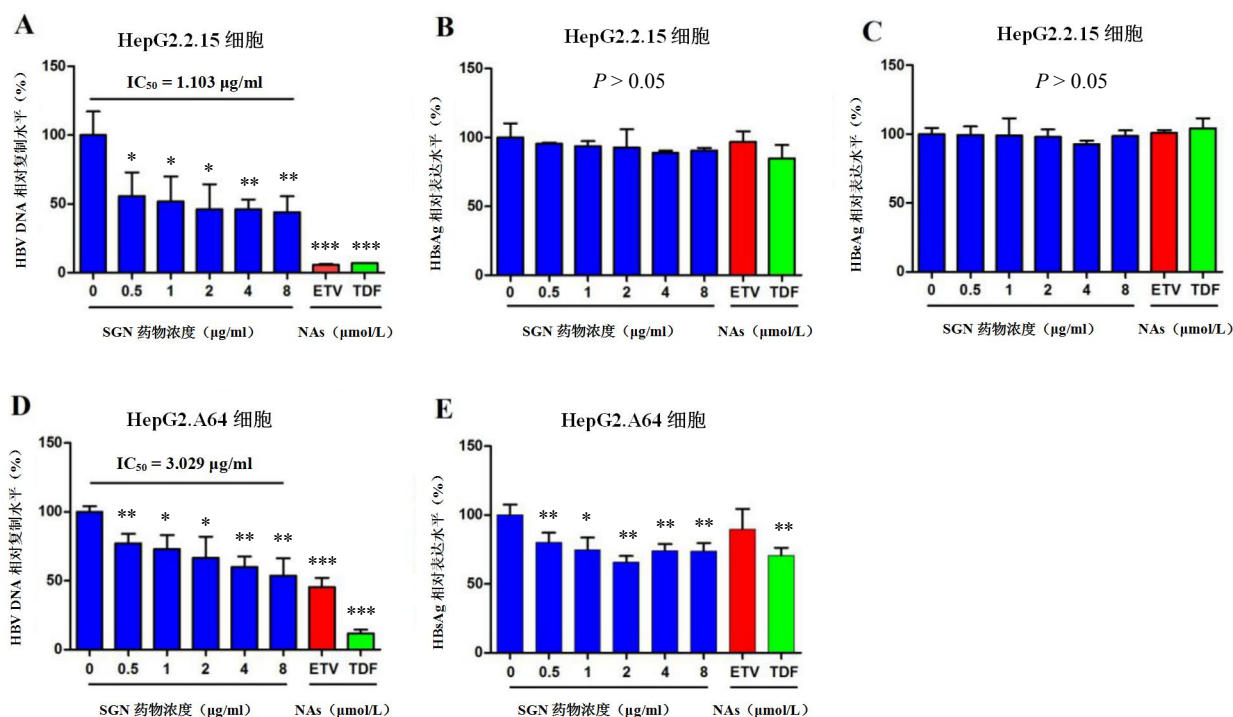 A
HepG2.2.15 细胞
IC50 = 1.103 μg/ml
HBV DNA 相对复制水平（%）
150
100
50
0
* * * ** ** *** ***
0 0.5 1 2 4 8 ETV TDF
SGN 药物浓度（μg/ml） NAs（μmol/L）
B
HepG2.2.15 细胞
P > 0.05
HBsAg 相对表达水平（%）
150
100
50
0
0 0.5 1 2 4 8 ETV TDF
SGN 药物浓度（μg/ml） NAs（μmol/L）
C
HepG2.2.15 细胞
P > 0.05
HBeAg 相对表达水平（%）
150
100
50
0
0 0.5 1 2 4 8 ETV TDF
SGN 药物浓度（μg/ml） NAs（μmol/L）
D
HepG2.A64 细胞
IC50 = 3.029 μg/ml
HBV DNA 相对复制水平（%）
150
100
50
0
** * * ** ** *** ***
0 0.5 1 2 4 8 ETV TDF
SGN 药物浓度（μg/ml） NAs（μmol/L）
E
HepG2.A64 细胞
HBsAg 相对表达水平（%）
150
100
50
0
** * ** ** ** **
0 0.5 1 2 4 8 ETV TDF
SGN 药物浓度（μg/ml） NAs（μmol/L）